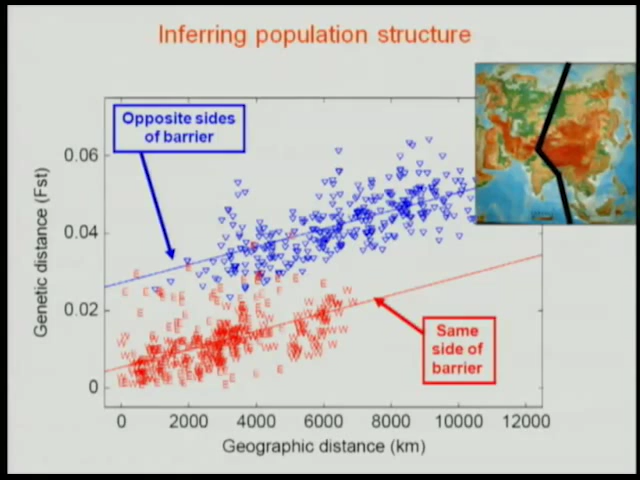 Inferring population structure
Opposite sides
of barrier
Genetic distance (Fst)
0.06
0.04
0.02
0
Same
side of
barrier
0 2000 4000 6000 8000 10000 12000
Geographic distance (km)